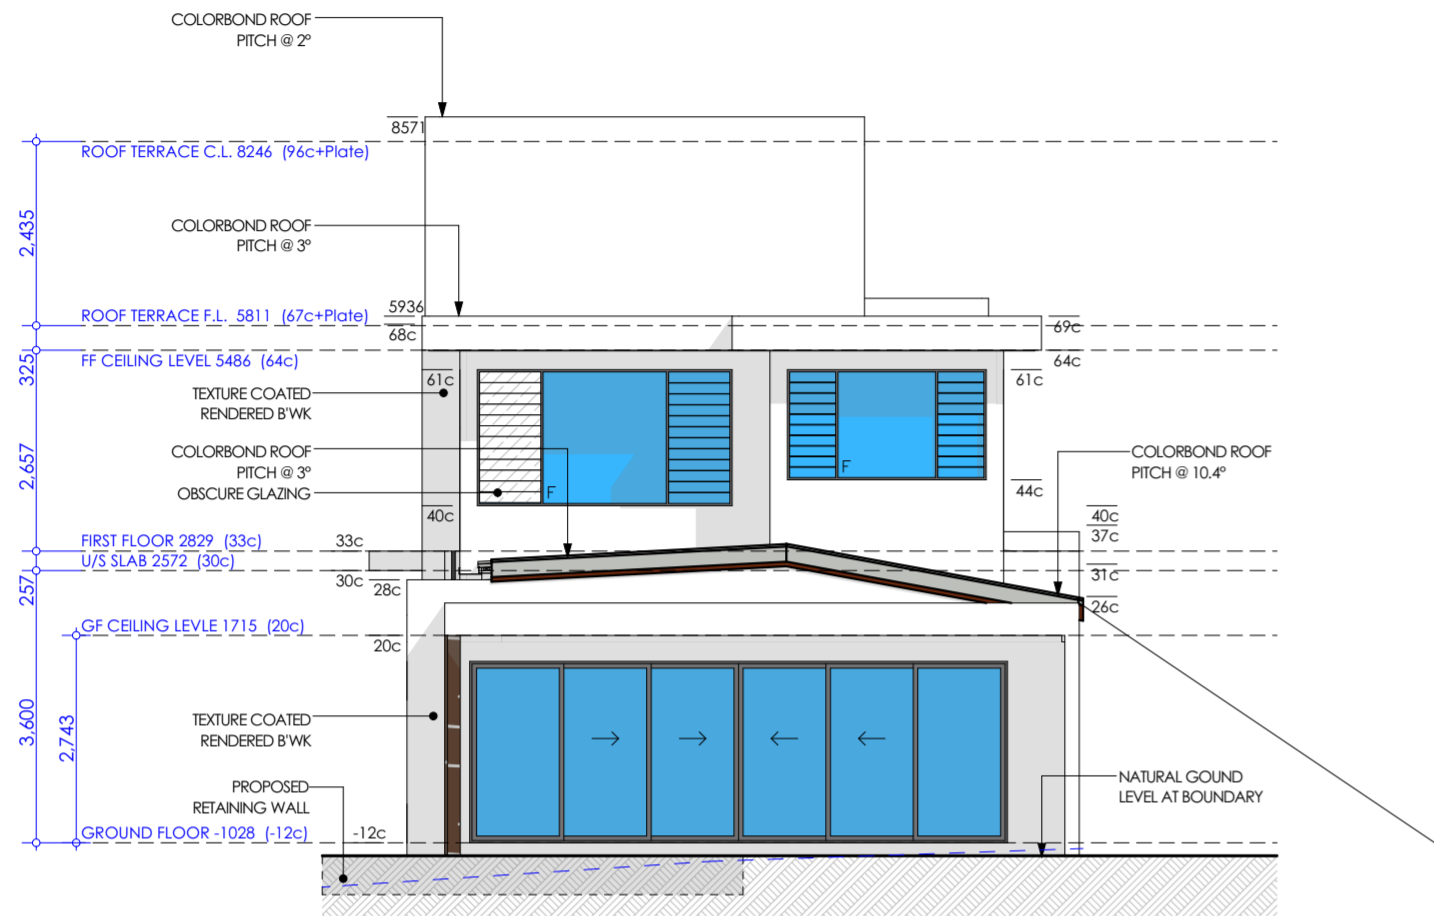 COLORBOND ROOF
PITCH @ 2°
8571
ROOF TERRACE C.L. 8246 (96c+Plate)
2,435
COLORBOND ROOF
PITCH @ 3°
5936
ROOF TERRACE F.L. 5811 (67c+Plate)
68c
69c
325
FF CEILING LEVEL 5486 (64c)
64c
61c
61c
TEXTURE COATED
RENDERED B'WK
2,657
COLORBOND ROOF
PITCH @ 3°
COLORBOND ROOF
PITCH @ 10.4°
OBSCURE GLAZING
F
F
44c
40c
40c
37c
FIRST FLOOR 2829 (33c)
33c
U/S SLAB 2572 (30c)
30c
31c
257
28c
26c
GF CEILING LEVLE 1715 (20c)
20c
3,600
2,743
TEXTURE COATED
RENDERED B'WK
PROPOSED
RETAINING WALL
NATURAL GOUND
LEVEL AT BOUNDARY
GROUND FLOOR -1028 (-12c)
-12c